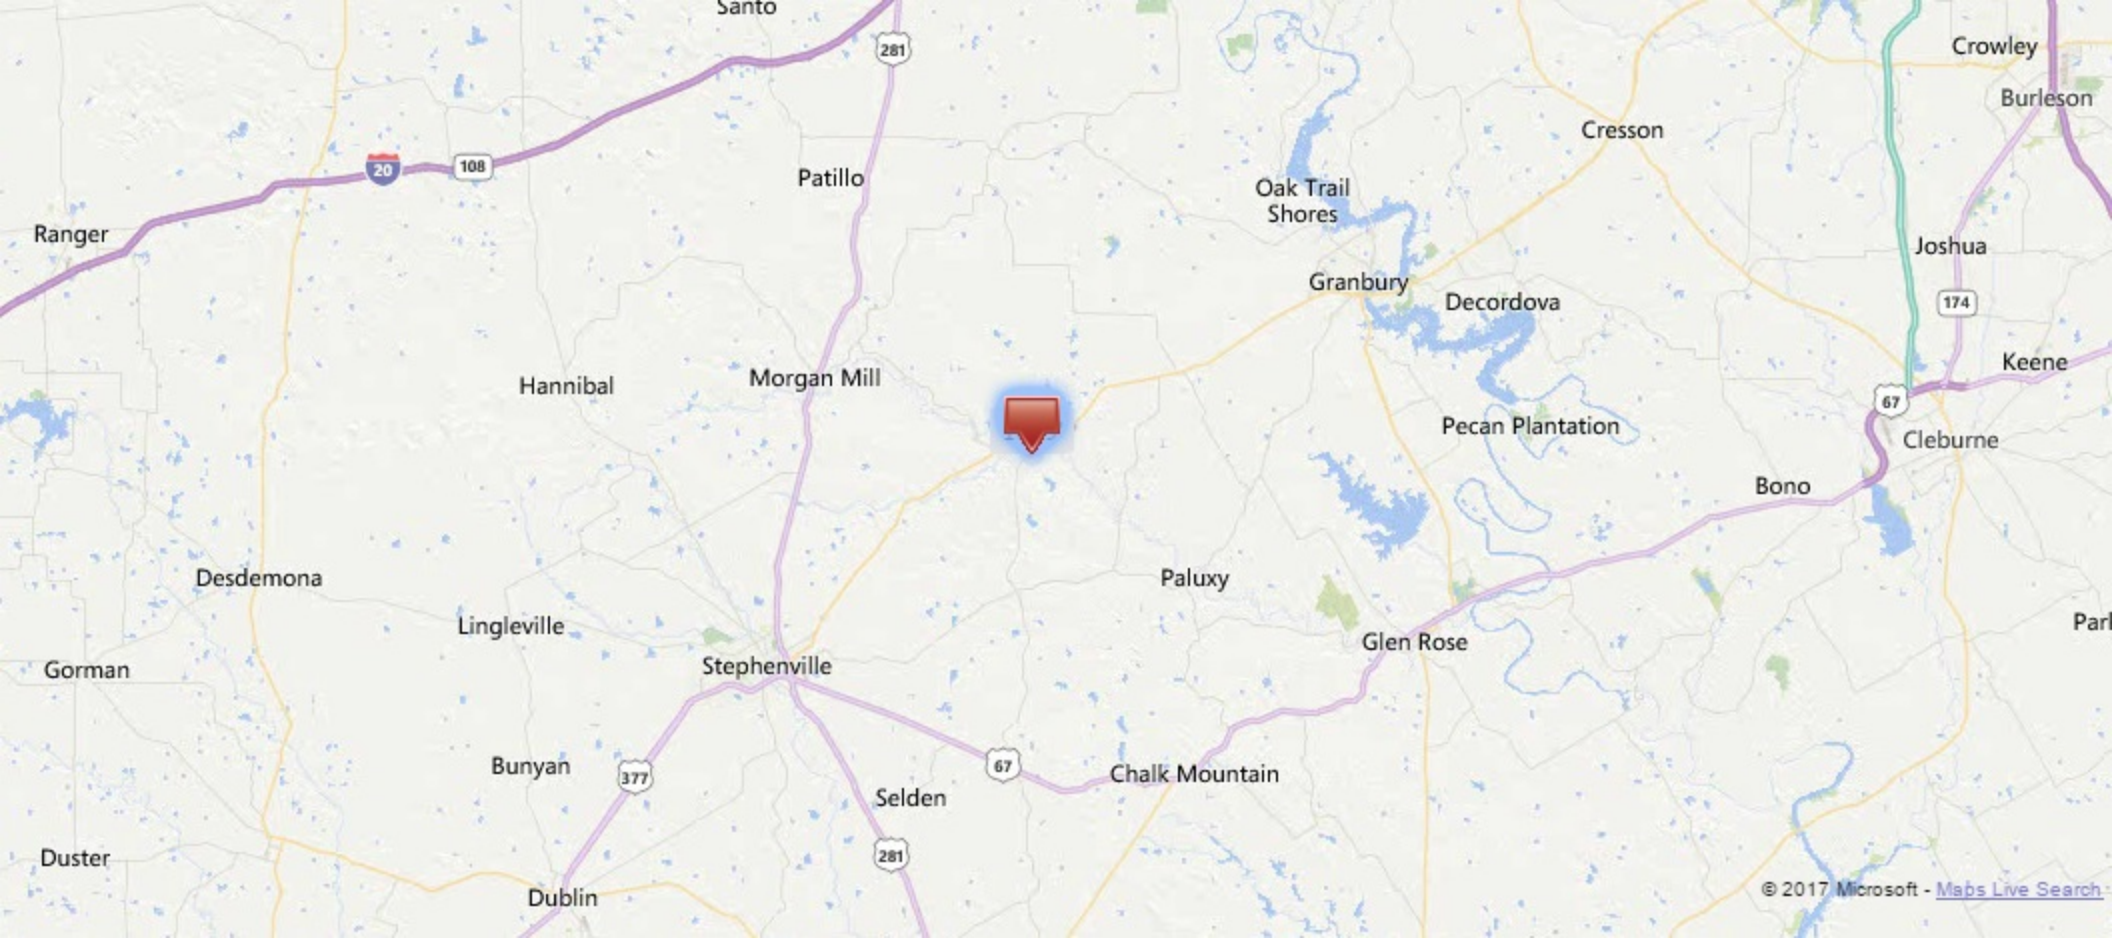 Santo
281
Crowley
Burleson
Cresson
20
108
Patillo
Oak Trail
Shores
Ranger
Joshua
Granbury
Decordova
174
Keene
Hannibal
Morgan Mill
67
Pecan Plantation
Cleburne
Bono
Desdemona
Paluxy
Lingleville
Glen Rose
Gorman
Stephenville
Bunyan
377
67
Chalk Mountain
Selden
Duster
281
Dublin
© 2017 Microsoft - Maps Live Search